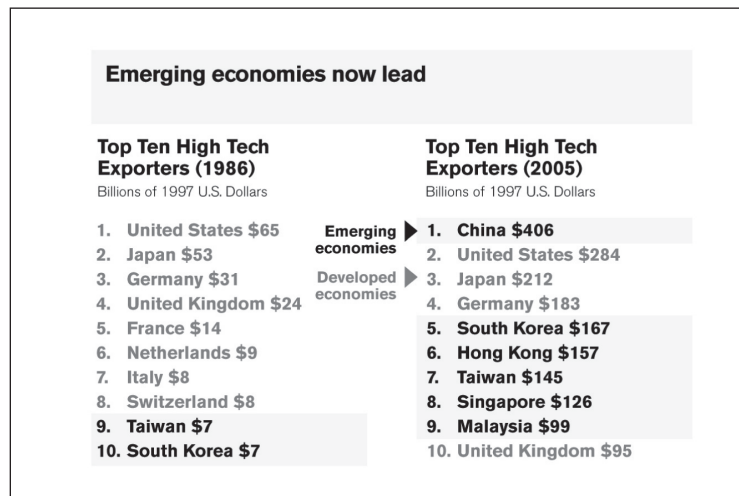 Emerging economies now lead
Top Ten High Tech
Exporters (1986)
Billions of 1997 U.S. Dollars
1. United States $65
2. Japan $53
3. Germany $31
4. United Kingdom $24
5. France $14
6. Netherlands $9
7. Italy $8
8. Switzerland $8
9. Taiwan $7
10. South Korea $7
Emerging
economies
Developed
economies
Top Ten High Tech
Exporters (2005)
Billions of 1997 U.S. Dollars
1. China $406
2. United States $284
3. Japan $212
4. Germany $183
5. South Korea $167
6. Hong Kong $157
7. Taiwan $145
8. Singapore $126
9. Malaysia $99
10. United Kingdom $95